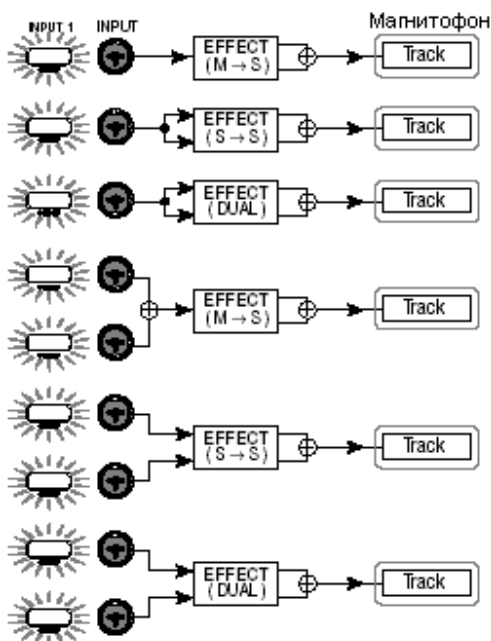 Магнитофон
INPUT 1 INPUT
EFFECT
(M→S)
Track
EFFECT
(S→S)
Track
EFFECT
(DUAL)
Track
EFFECT
(M→S)
Track
EFFECT
(S→S)
Track
EFFECT
(DUAL)
Track